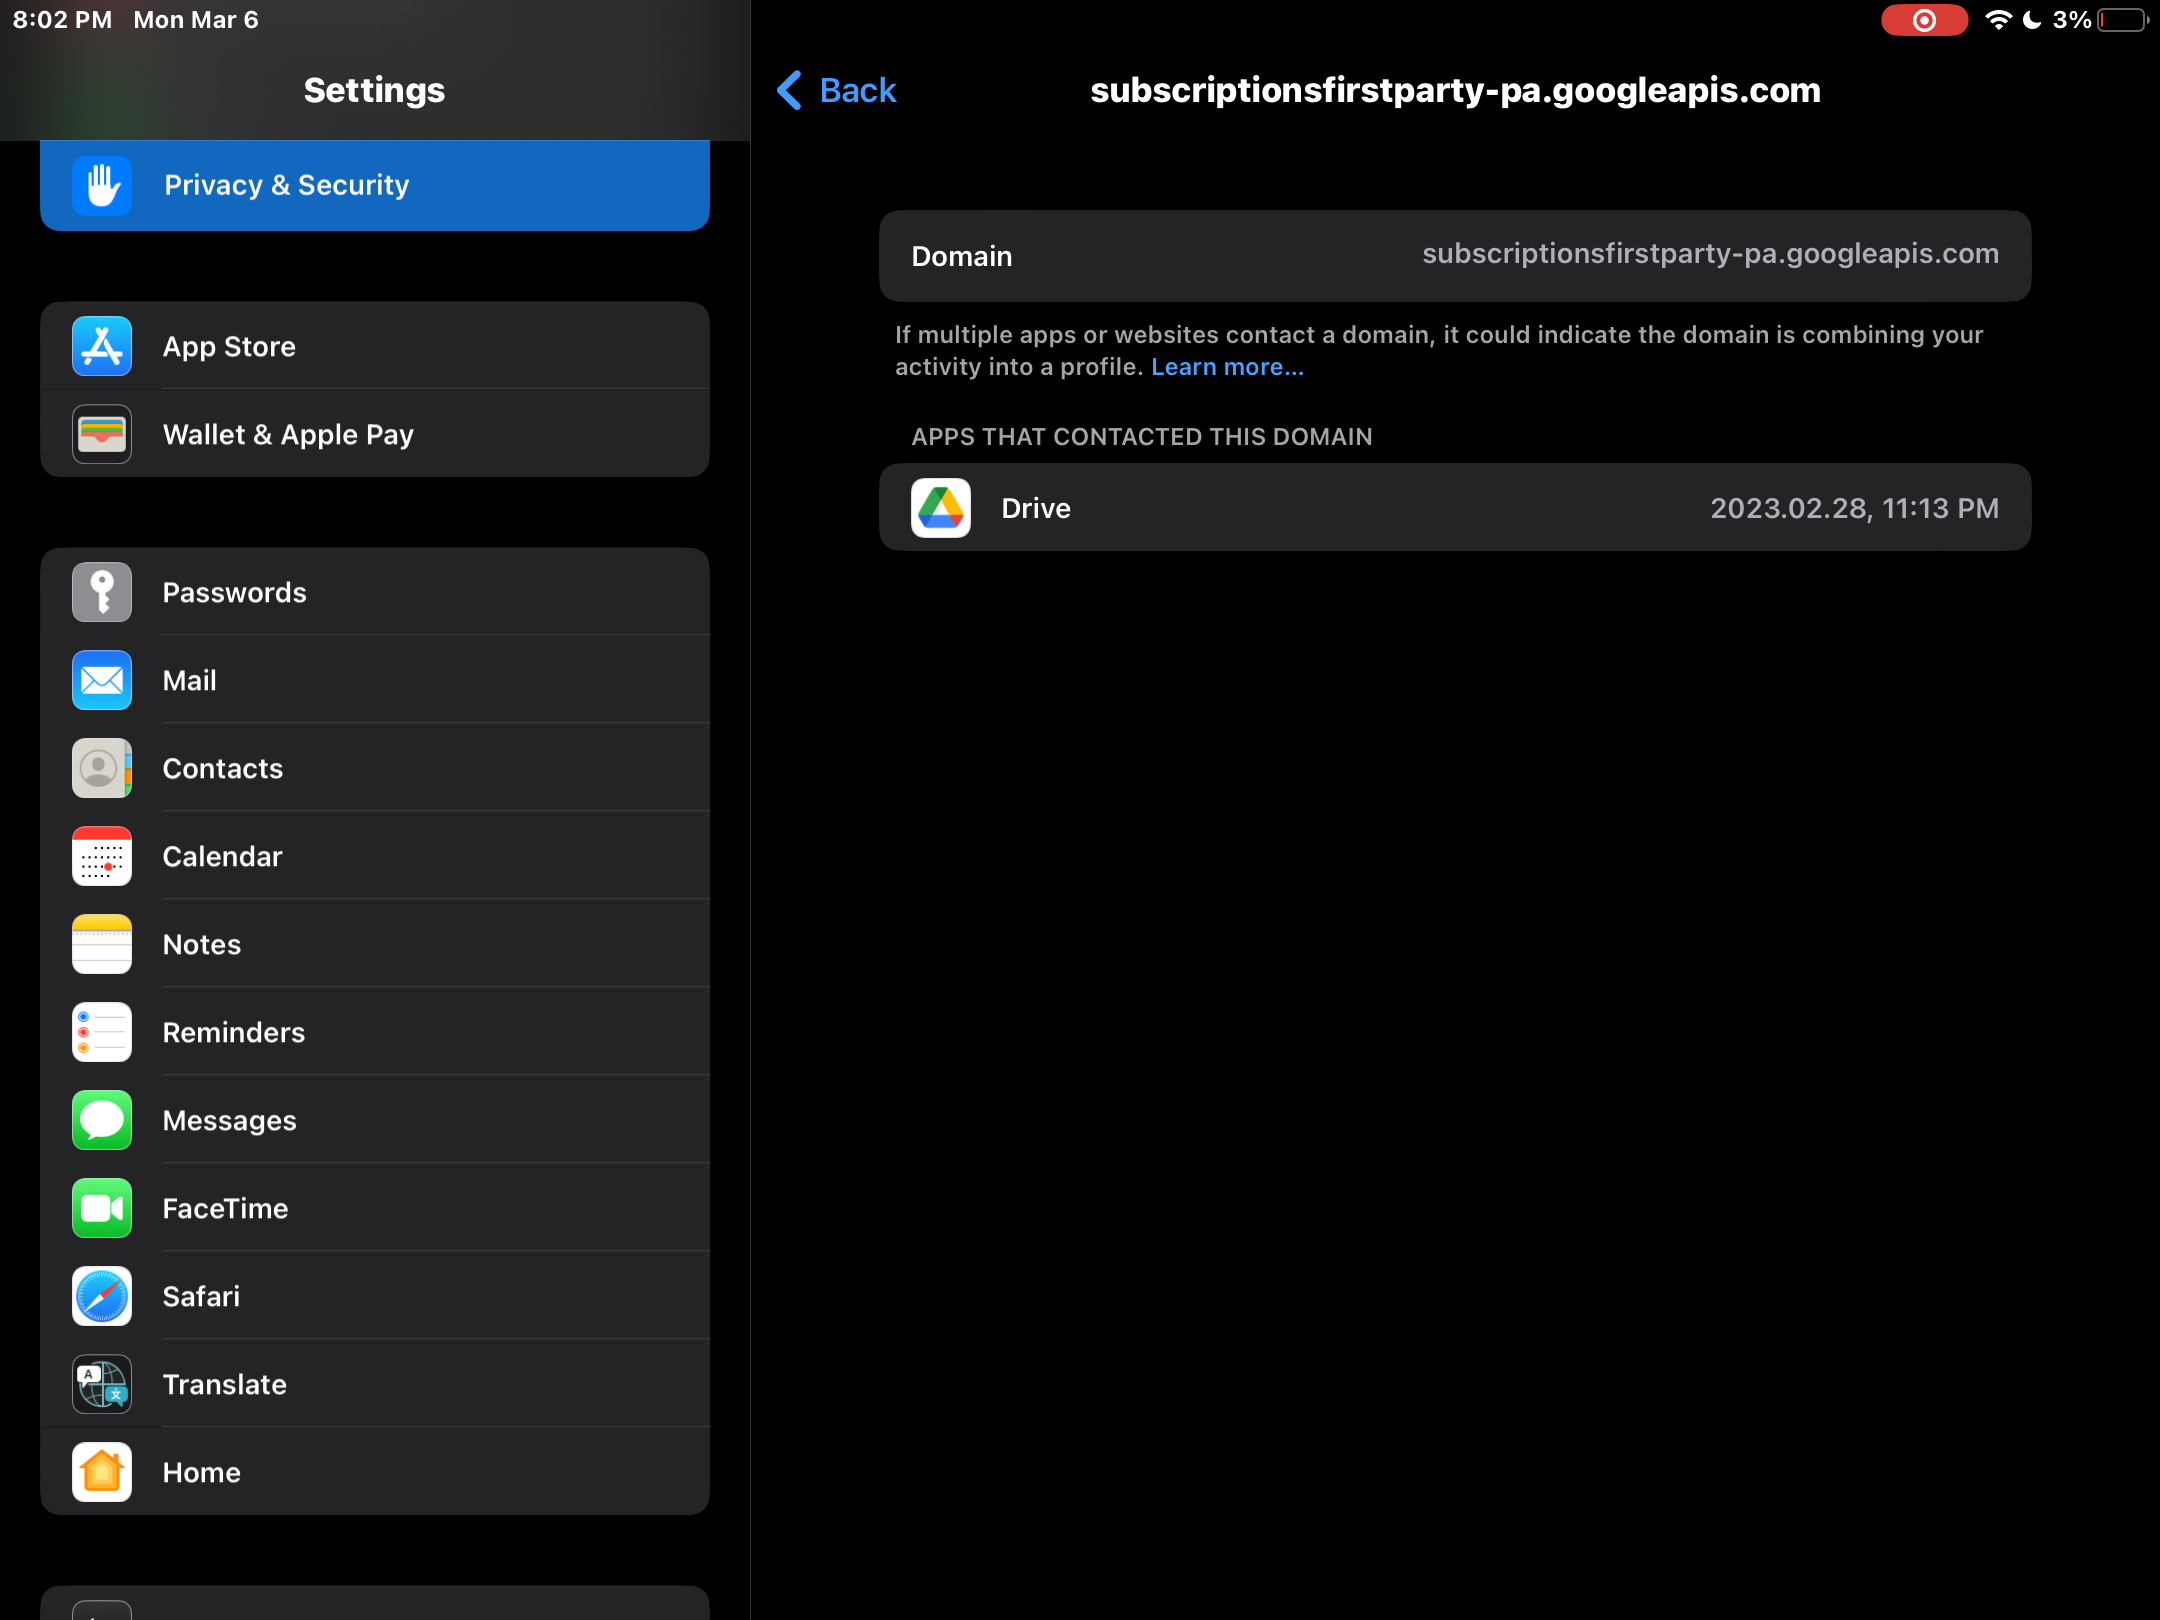 8:02 PM Mon Mar 6
3%
Settings
Privacy & Security
App Store
Wallet & Apple Pay
Passwords
Mail
Contacts
Calendar
Notes
Reminders
Messages
FaceTime
Safari
Translate
Home
Back
subscriptionsfirstparty-pa.googleapis.com
Domain subscriptionsfirstparty-pa.googleapis.com
If multiple apps or websites contact a domain, it could indicate the domain is combining your
activity into a profile. Learn more...
APPS THAT CONTACTED THIS DOMAIN
Drive 2023.02.28, 11:13 PM